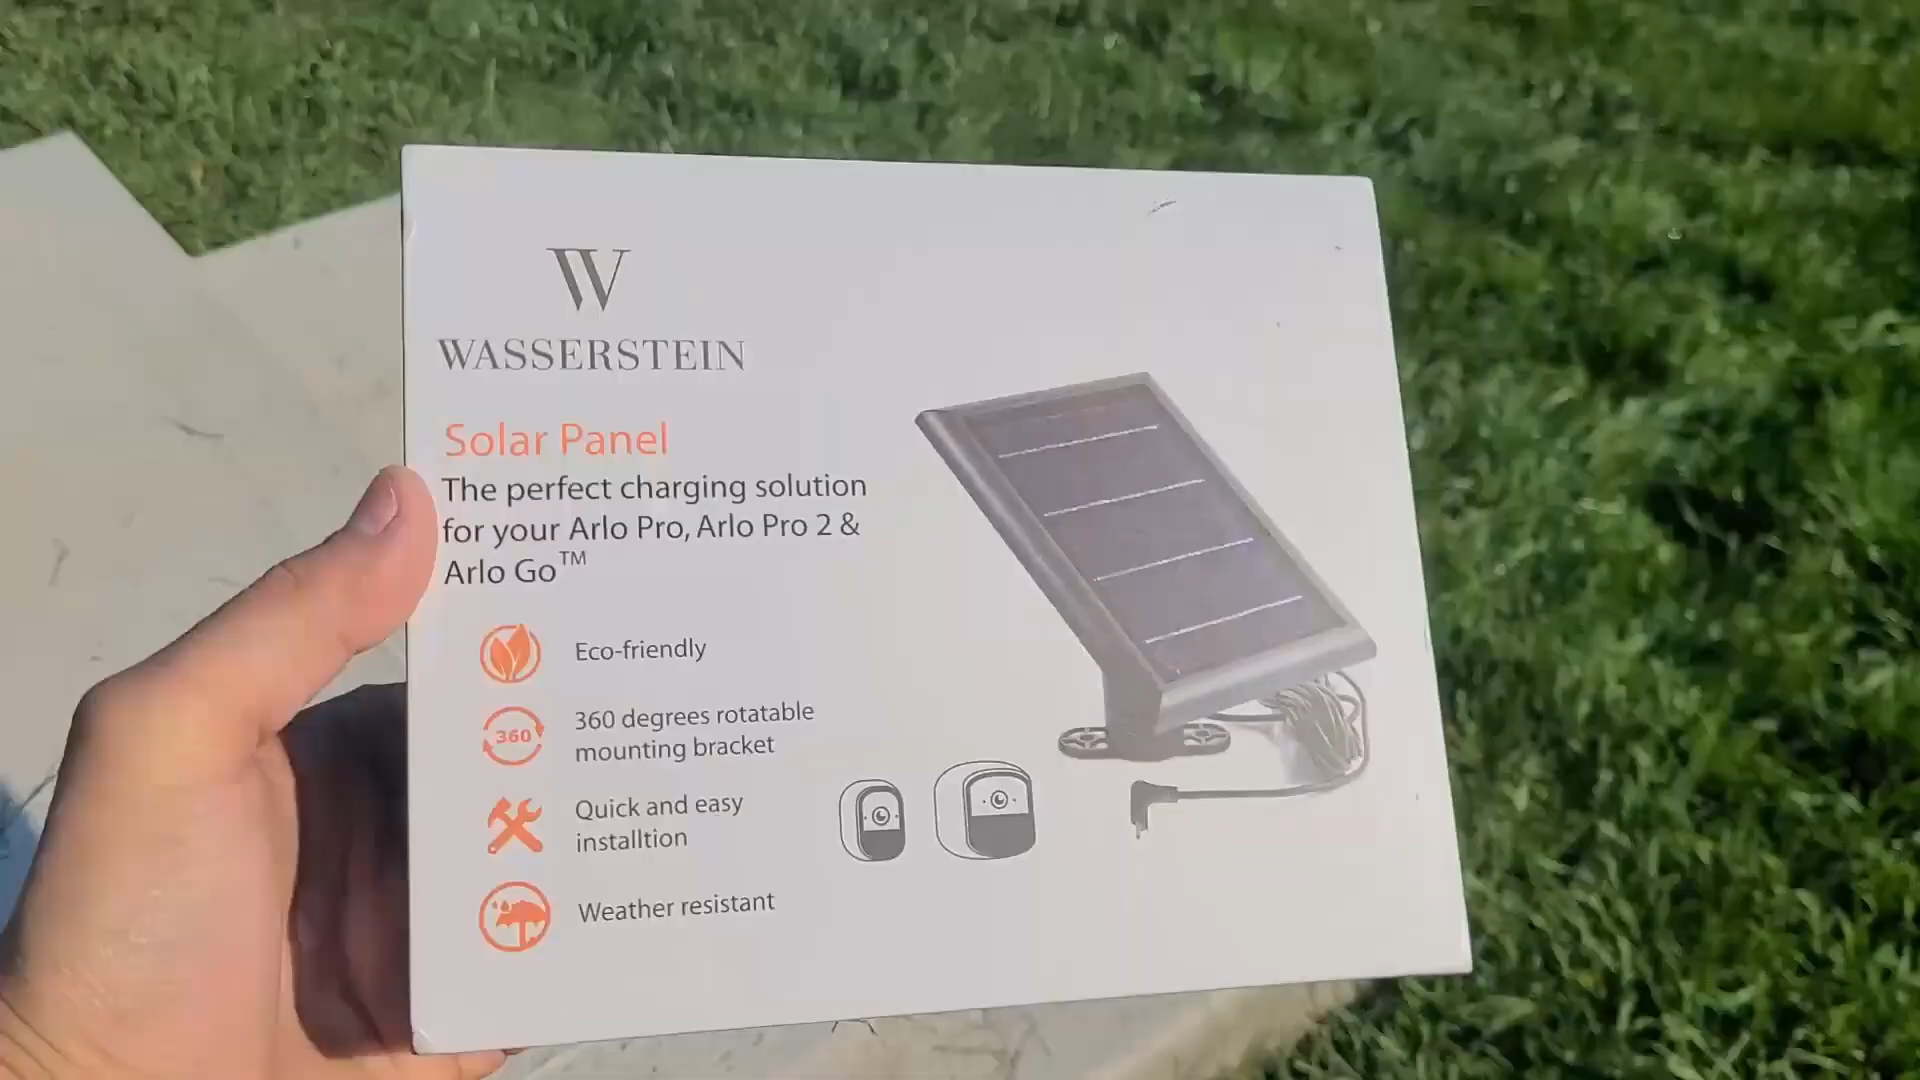 W
WASSERSTEIN
Solar Panel
The perfect charging solution
for your Arlo Pro, Arlo Pro 2 &
Arlo Go™
Eco-friendly
360
360 degrees rotatable
mounting bracket
Quick and easy
installtion
Weather resistant